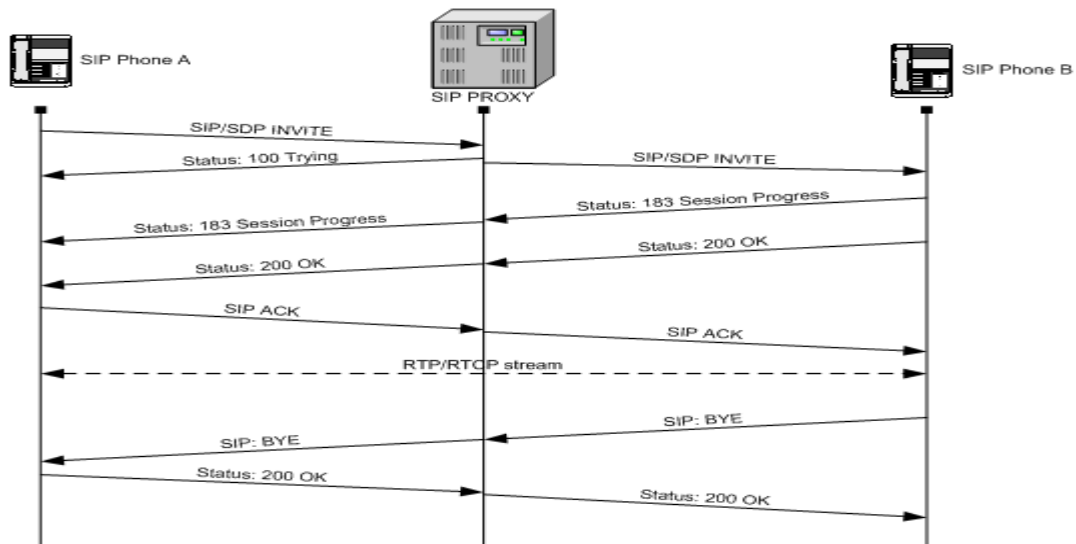 SIP Phone A
SIP PROXY
SIP Phone B
SIP/SDP INVITE
Status: 100 Trying
SIP/SDP INVITE
Status: 183 Session Progress
Status: 183 Session Progress
Status: 200 OK
Status: 200 OK
SIP ACK
SIP ACK
RTP/RTCP stream
SIP: BYE
SIP: BYE
Status: 200 OK
Status: 200 OK